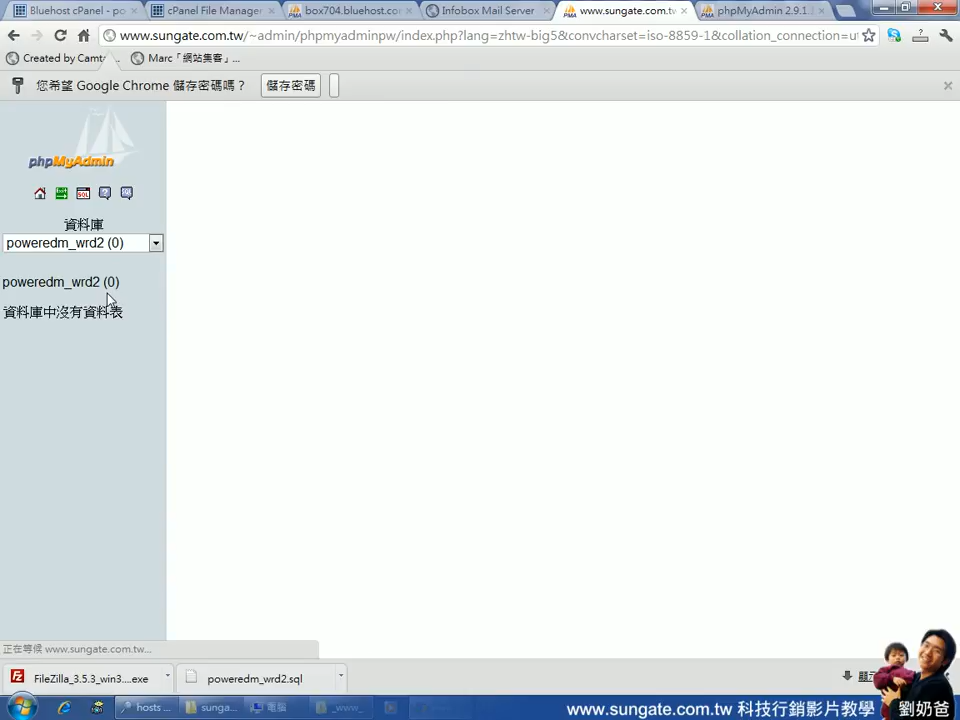 Bluehost cPanel - po
cPanel File Manager
box704.bluehost.co
Infobox Mail Server
www.sungate.com.tw
phpMyAdmin 2.9.1
www.sungate.com.tw/~admin/phpmyadminpw/index.php?lang=zhtw-big5&convcharset=iso-8859-1&collation_connection=u
Created by Camt
Marc「網站集客」...
您希望 Google Chrome 儲存密碼嗎？
儲存密碼
phpMyAdmin
SQL
資料庫
poweredm_wrd2 (0)
poweredm_wrd2 (0)
資料庫中沒有資料表
正在等候 www.sungate.com.tw...
FileZilla_3.5.3_win3....exe
poweredm_wrd2.sql
hosts ...
sunga...
電腦
_www_
www.sungate.com.tw 科技行銷影片教學
劉奶爸